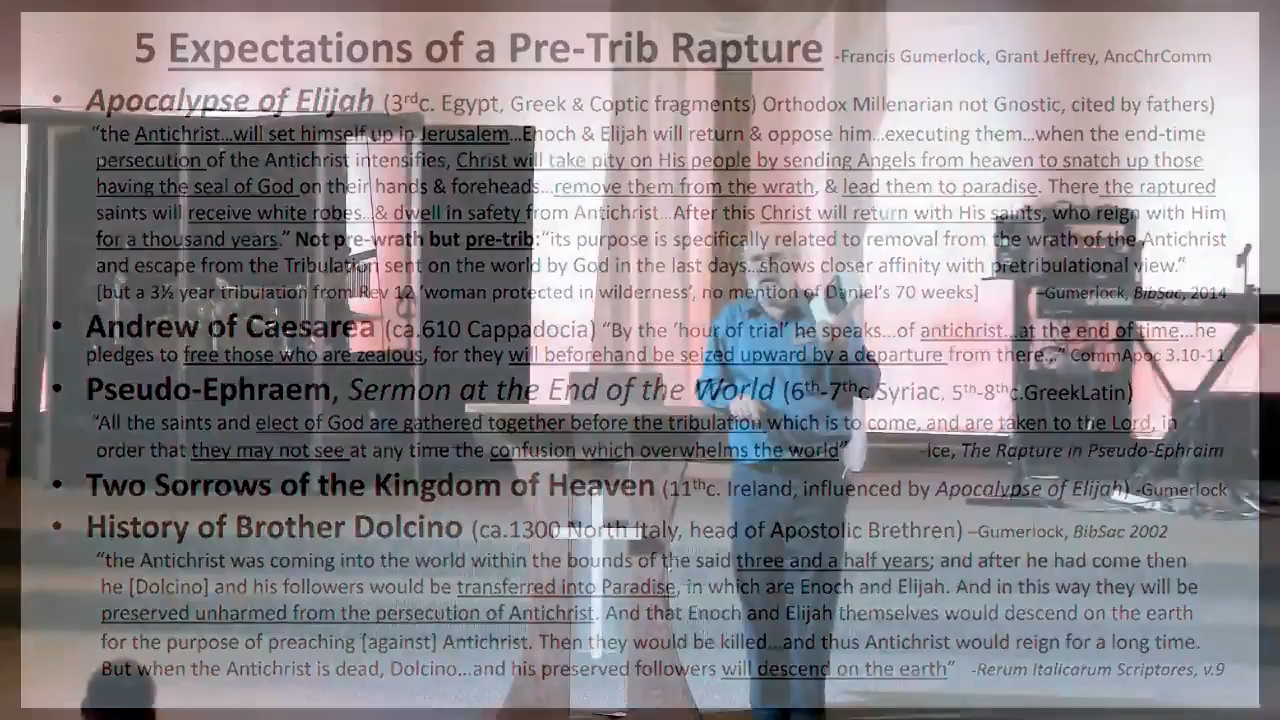 5 Expectations of a Pre-Trib Rapture -Francis Gumerlock, Grant Jeffrey, AncChrComm
• Apocalypse of Elijah (3rdc. Egypt, Greek & Coptic fragments) Orthodox Millenarian not Gnostic, cited by fathers)
"the Antichrist...will set himself up in Jerusalem...Enoch & Elijah will return & oppose him...executing them...when the end-time
persecution of the Antichrist intensifies, Christ will take pity on His people by sending Angels from heaven to snatch up those
having the seal of God on their hands & foreheads...remove them from the wrath, & lead them to paradise. There the raptured
saints will receive white robes...& dwell in safety from Antichrist...After this Christ will return with His saints, who reign with Him
for a thousand years." Not pre-wrath but pre-trib:"its purpose is specifically related to removal from the wrath of the Antichrist
and escape from the Tribulation sent on the world by God in the last days...shows closer affinity with pretribulational view."
[but a 3½ year tribulation from Rev 12 'woman protected in wilderness', no mention of Daniel's 70 weeks] –Gumerlock, BibSac, 2014
• Andrew of Caesarea (ca.610 Cappadocia) "By the 'hour of trial' he speaks...of antichrist...at the end of time...he
pledges to free those who are zealous, for they will beforehand be seized upward by a departure from there..." CommApoc 3.10-11
• Pseudo-Ephraem, Sermon at the End of the World (6th-7thc.Syriac, 5th-8thc.GreekLatin)
"All the saints and elect of God are gathered together before the tribulation which is to come, and are taken to the Lord, in
order that they may not see at any time the confusion which overwhelms the world" -Ice, The Rapture in Pseudo-Ephraim
• Two Sorrows of the Kingdom of Heaven (11thc. Ireland, influenced by Apocalypse of Elijah) -Gumerlock
• History of Brother Dolcino (ca.1300 North Italy, head of Apostolic Brethren) –Gumerlock, BibSac 2002
"the Antichrist was coming into the world within the bounds of the said three and a half years; and after he had come then
he [Dolcino] and his followers would be transferred into Paradise, in which are Enoch and Elijah. And in this way they will be
preserved unharmed from the persecution of Antichrist. And that Enoch and Elijah themselves would descend on the earth
for the purpose of preaching [against] Antichrist. Then they would be killed...and thus Antichrist would reign for a long time.
But when the Antichrist is dead, Dolcino...and his preserved followers will descend on the earth" -Rerum Italicarum Scriptores, v.9